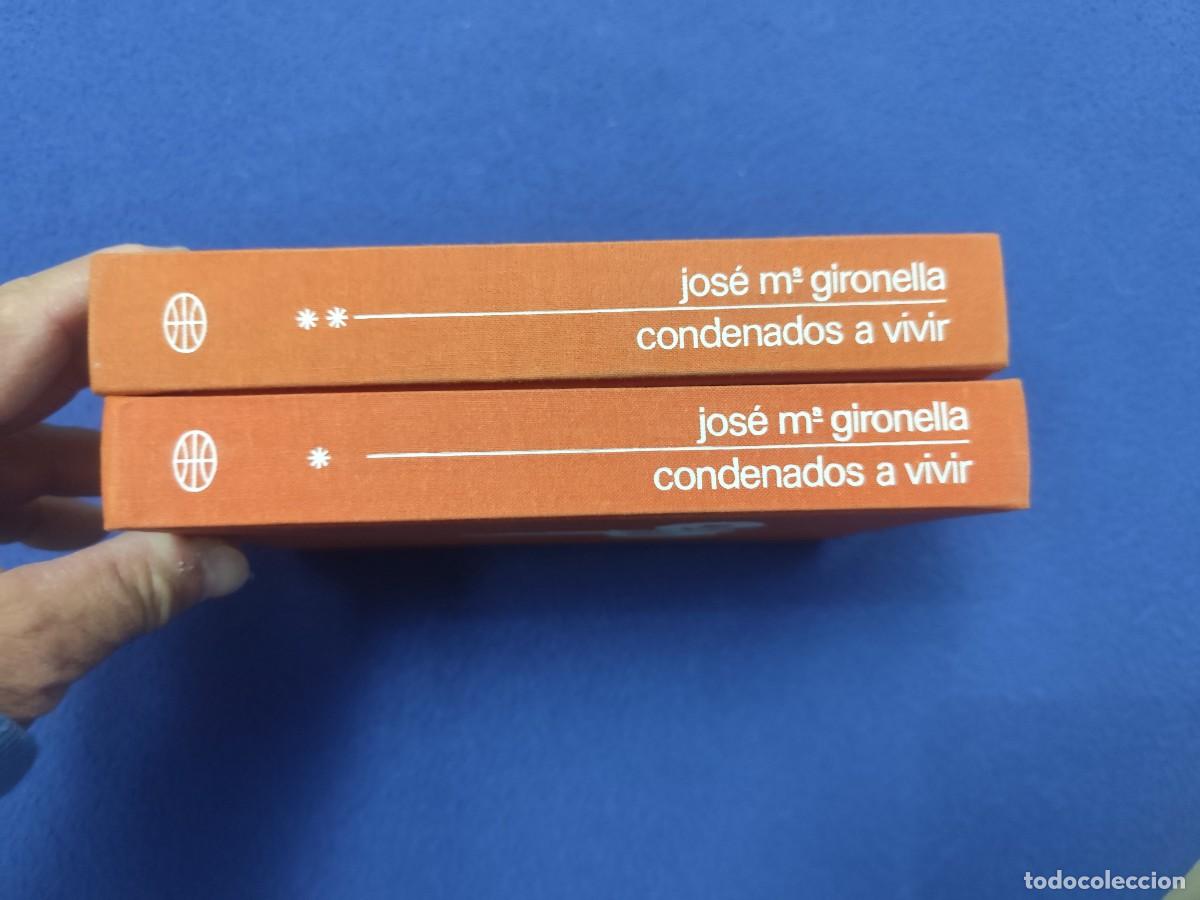 **
josé mª gironella
condenados a vivir
*
josé mª gironella
condenados a vivir
todocoleccion